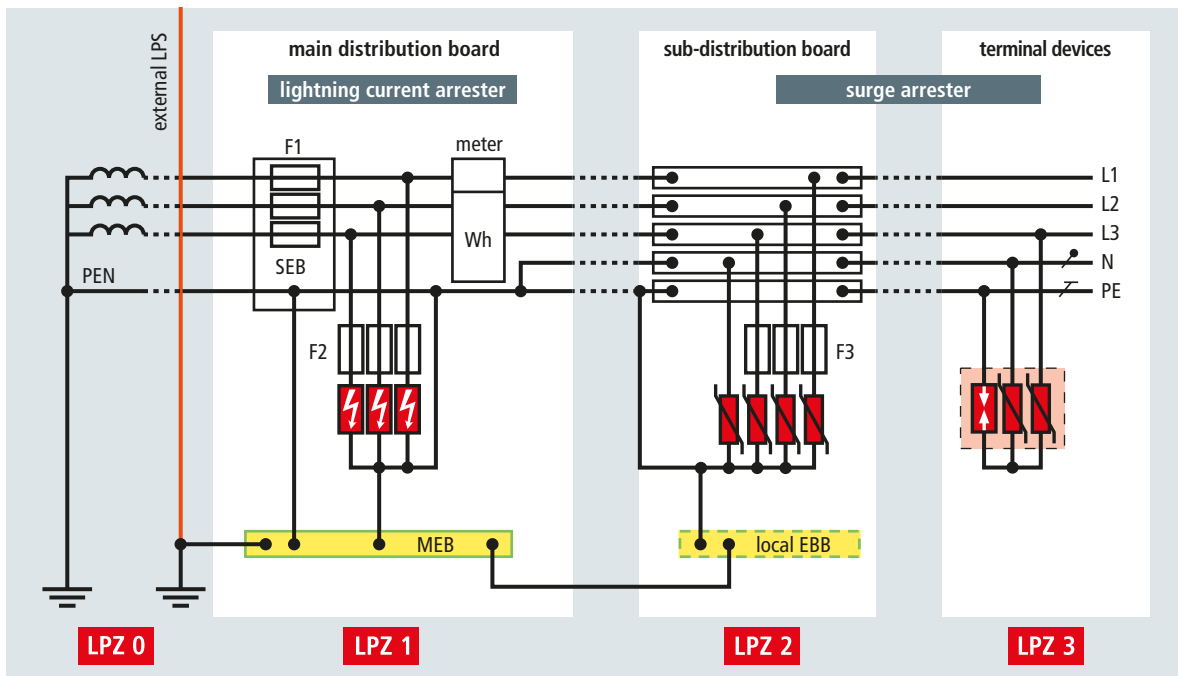 external LPS
main distribution board
sub-distribution board
terminal devices
lightning current arrester
surge arrester
F1
meter
L1
L2
L3
Wh
SEB
N
PEN
PE
F2
F3
MEB
local EBB
LPZ 0
LPZ 1
LPZ 2
LPZ 3